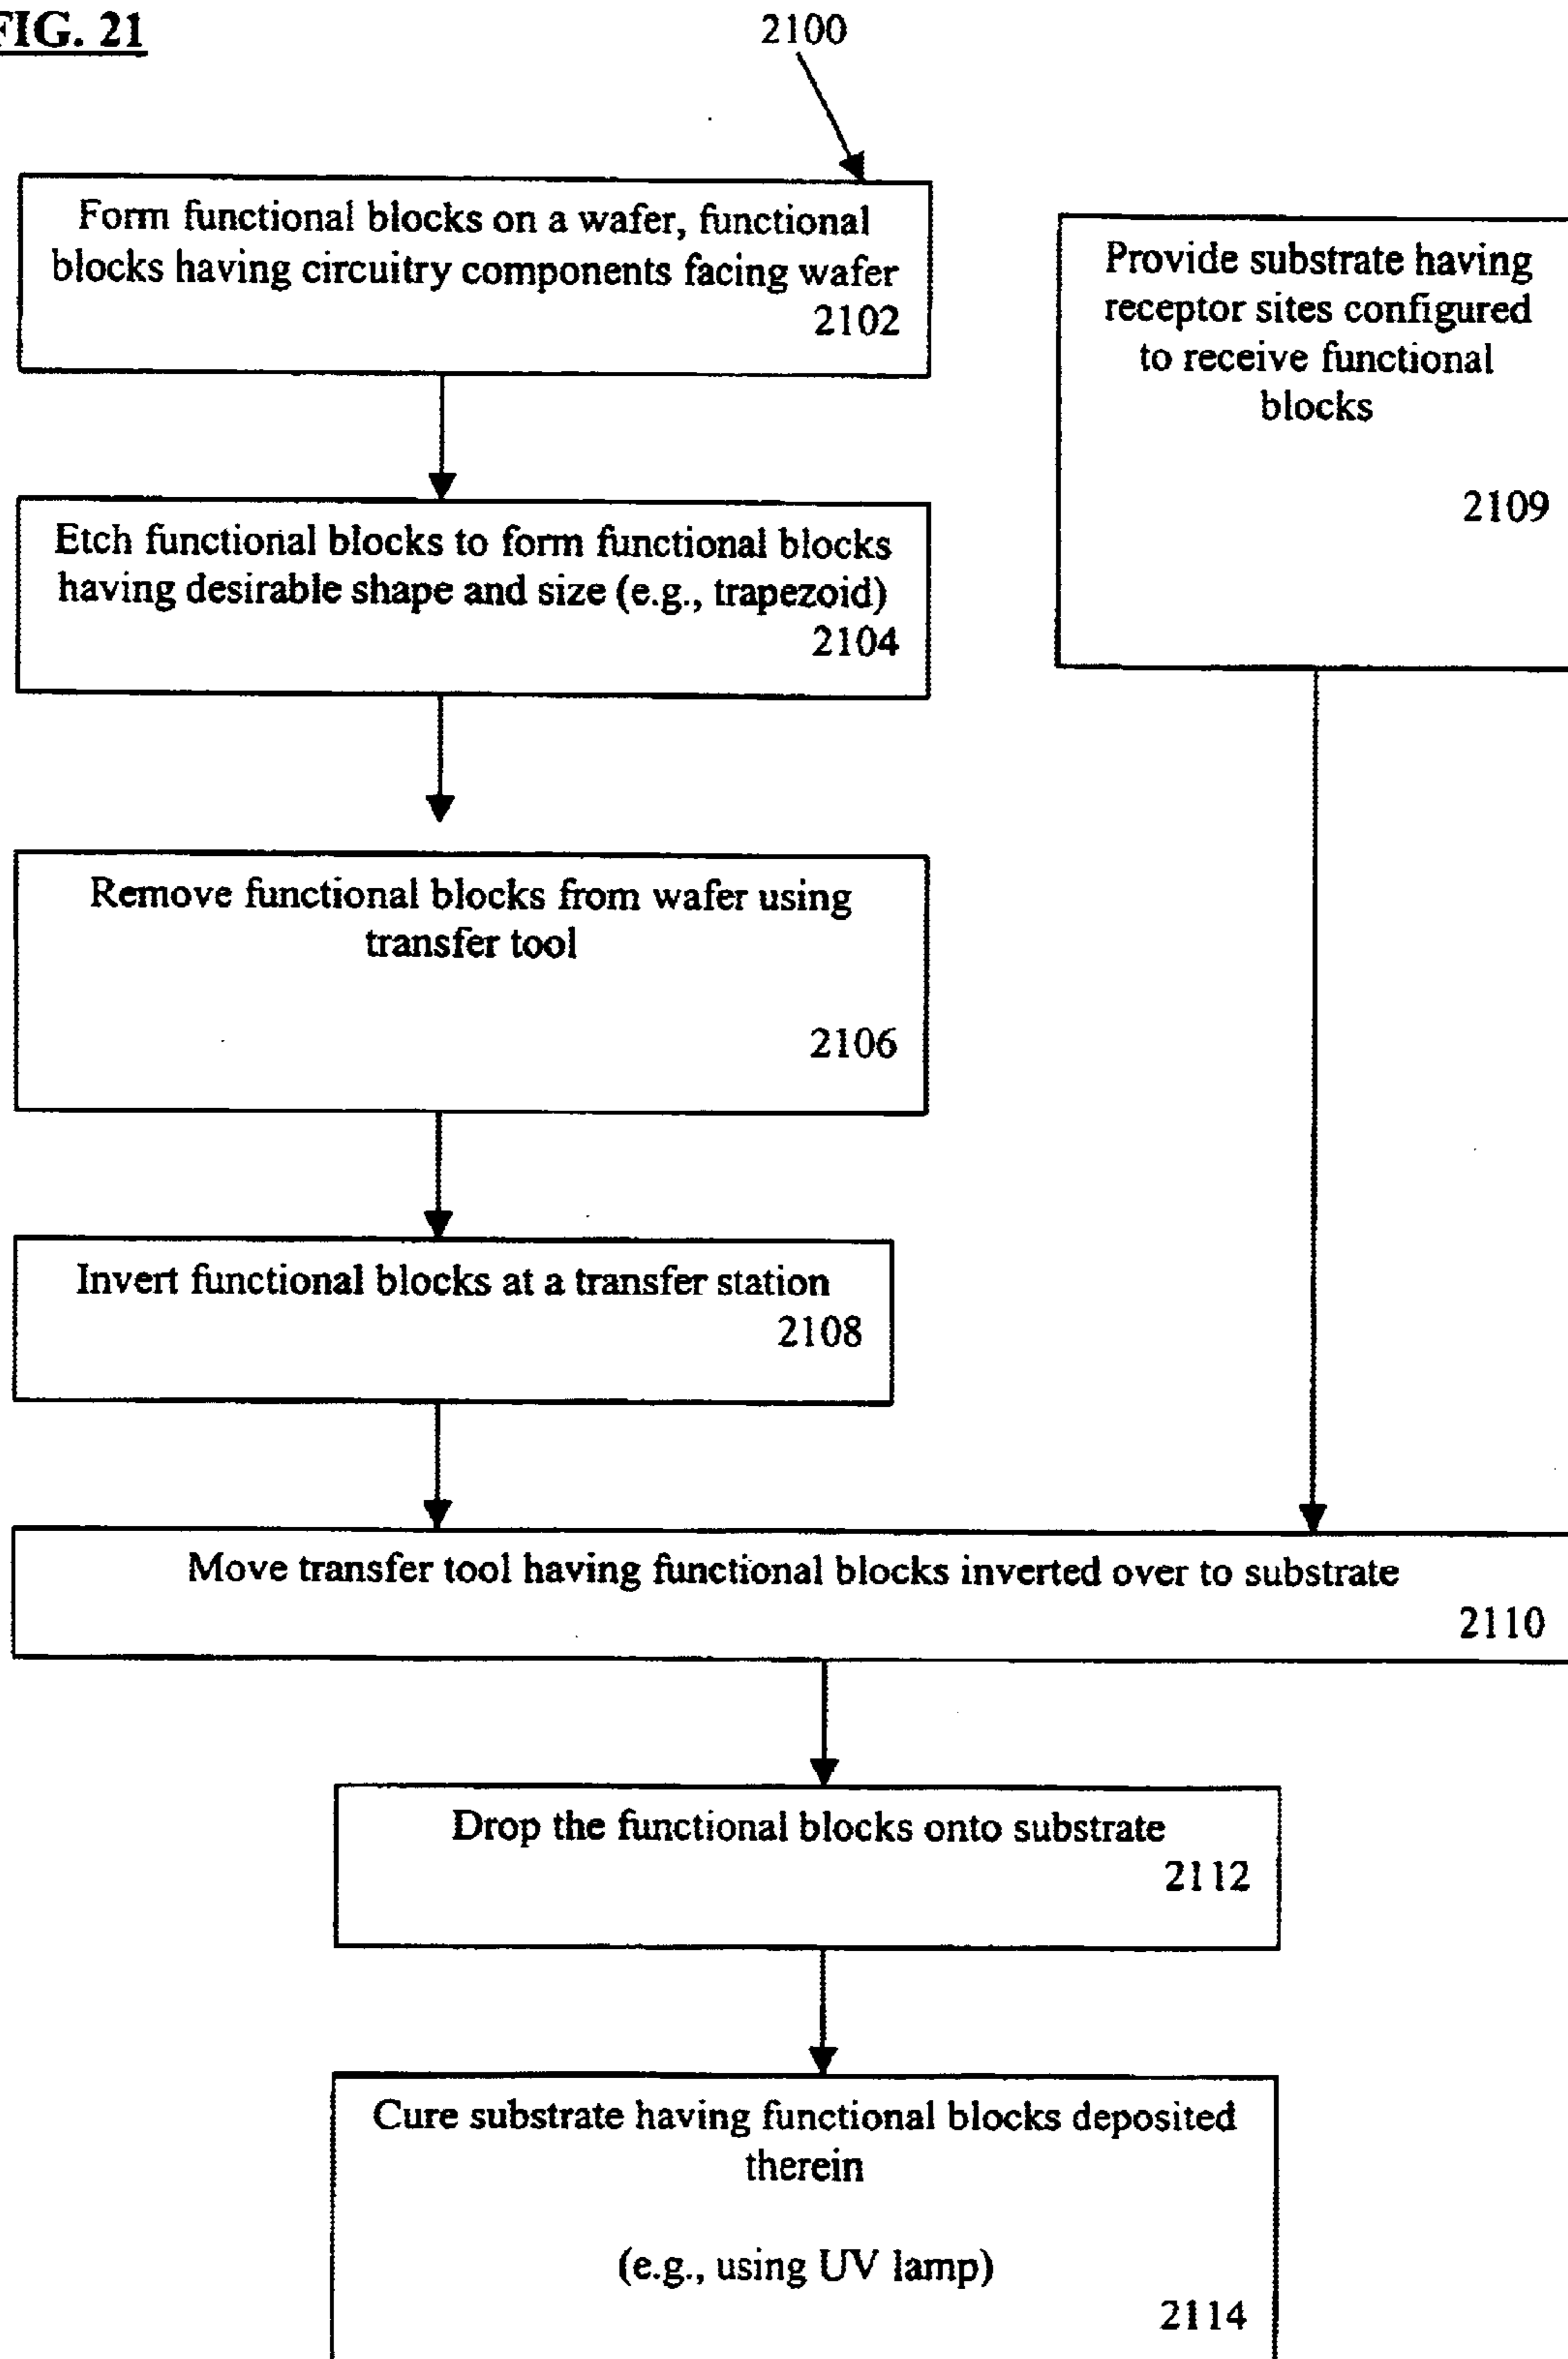 FIG. 21
2100
Form functional blocks on a wafer, functional
blocks having circuitry components facing wafer
2102
Provide substrate having
receptor sites configured
to receive functional
blocks
2109
Etch functional blocks to form functional blocks
having desirable shape and size (e.g., trapezoid)
2104
Remove functional blocks from wafer using
transfer tool
2106
Invert functional blocks at a transfer station
2108
Move transfer tool having functional blocks inverted over to substrate
2110
Drop the functional blocks onto substrate
2112
Cure substrate having functional blocks deposited
therein
(e.g., using UV lamp)
2114